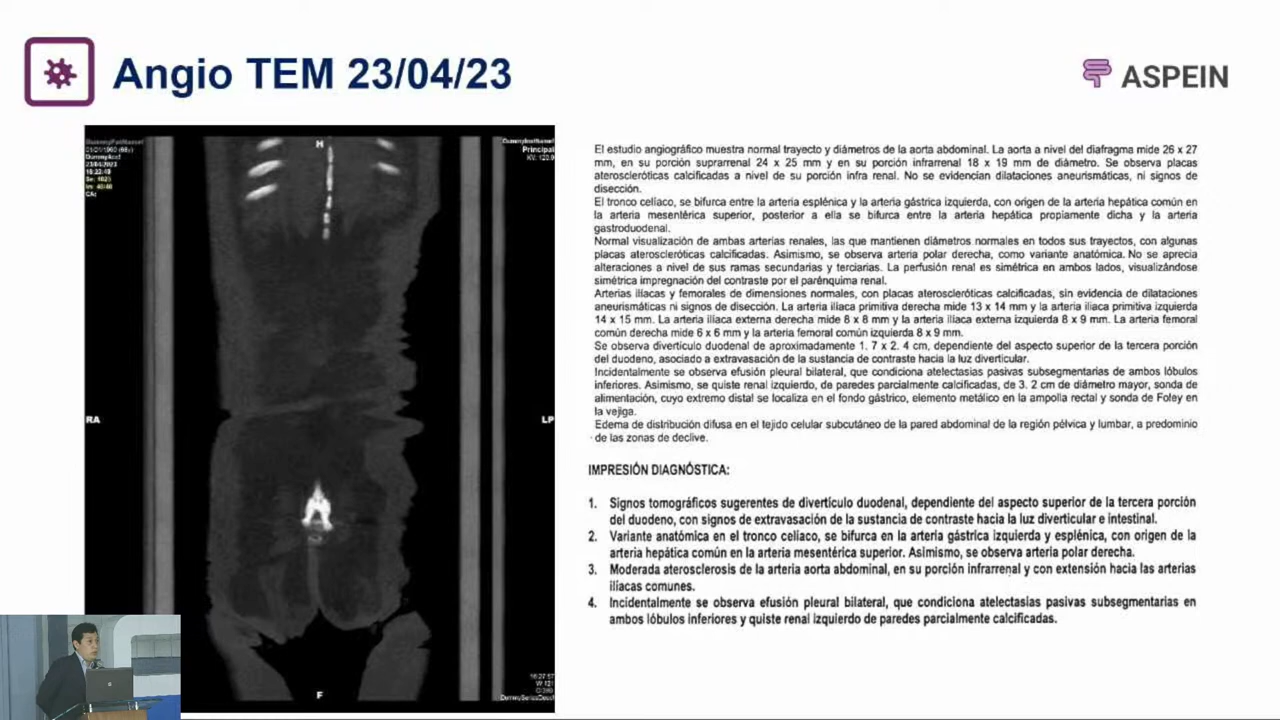 Angio TEM 23/04/23
ASPEIN
H
Principal
KV: 120.0
RA
LP
F
El estudio angiográfico muestra normal trayecto y diámetros de la aorta abdominal. La aorta a nivel del diafragma mide 26 x 27
mm, en su porción suprarrenal 24 x 25 mm y en su porción infrarrenal 18 x 19 mm de diámetro. Se observa placas
ateroscleróticas calcificadas a nivel de su porción infra renal. No se evidencian dilataciones aneurismáticas, ni signos de
disección.
El tronco celíaco, se bifurca entre la arteria esplénica y la arteria gástrica izquierda, con origen de la arteria hepática común en
la arteria mesentérica superior, posterior a ella se bifurca entre la arteria hepática propiamente dicha y la arteria
gastroduodenal.
Normal visualización de ambas arterias renales, las que mantienen diámetros normales en todos sus trayectos, con algunas
placas ateroscleróticas calcificadas. Asimismo, se observa arteria polar derecha, como variante anatómica. No se aprecia
alteraciones a nivel de sus ramas secundarias y terciarias. La perfusión renal es simétrica en ambos lados, visualizándose
simétrica impregnación del contraste por el parénquima renal.
Arterias ilíacas y femorales de dimensiones normales, con placas ateroscleróticas calcificadas, sin evidencia de dilataciones
aneurismáticas ni signos de disección. La arteria iliaca primitiva derecha mide 13 x 14 mm y la arteria iliaca primitiva izquierda
14 x 15 mm. La arteria iliaca externa derecha mide 8 x 8 mm y la arteria iliaca externa izquierda 8 x 9 mm. La arteria femoral
común derecha mide 6 x 6 mm y la arteria femoral común izquierda 8 x 9 mm.
Se observa divertículo duodenal de aproximadamente 1. 7 x 2. 4 cm, dependiente del aspecto superior de la tercera porción
del duodeno, asociado a extravasación de la sustancia de contraste hacia la luz diverticular.
Incidentalmente se observa efusión pleural bilateral, que condiciona atelectasias pasivas subsegmentarias de ambos lóbulos
inferiores. Asimismo, se quiste renal izquierdo, de paredes parcialmente calcificadas, de 3. 2 cm de diámetro mayor, sonda de
alimentación, cuyo extremo distal se localiza en el fondo gástrico, elemento metálico en la ampolla rectal y sonda de Foley en
la vejiga.
Edema de distribución difusa en el tejido celular subcutáneo de la pared abdominal de la región pélvica y lumbar, a predominio
de las zonas de declive.
IMPRESIÓN DIAGNÓSTICA:
1. Signos tomográficos sugerentes de divertículo duodenal, dependiente del aspecto superior de la tercera porción
del duodeno, con signos de extravasación de la sustancia de contraste hacia la luz diverticular e intestinal.
2. Variante anatómica en el tronco celíaco, se bifurca en la arteria gástrica izquierda y esplénica, con origen de la
arteria hepática común en la arteria mesentérica superior. Asimismo, se observa arteria polar derecha.
3. Moderada aterosclerosis de la arteria aorta abdominal, en su porción infrarrenal y con extensión hacia las arterias
ilíacas comunes.
4. Incidentalmente se observa efusión pleural bilateral, que condiciona atelectasias pasivas subsegmentarias en
ambos lóbulos inferiores y quiste renal izquierdo de paredes parcialmente calcificadas.